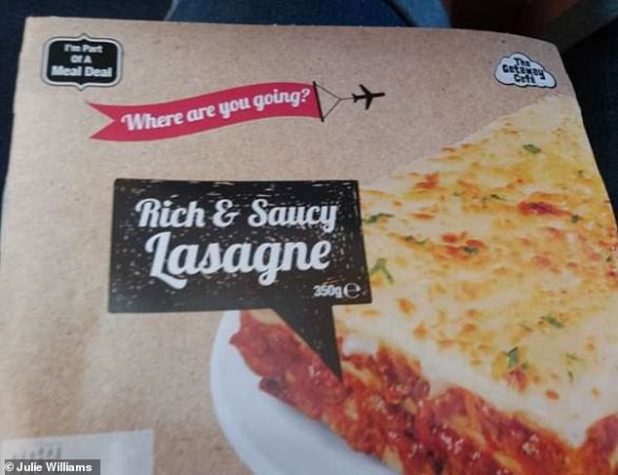 I'm Part
Of A
Meal Deal
The
Getaway
Café
Where are you going?
Rich & Saucy
Lasagne
350g e
© Julie Williams